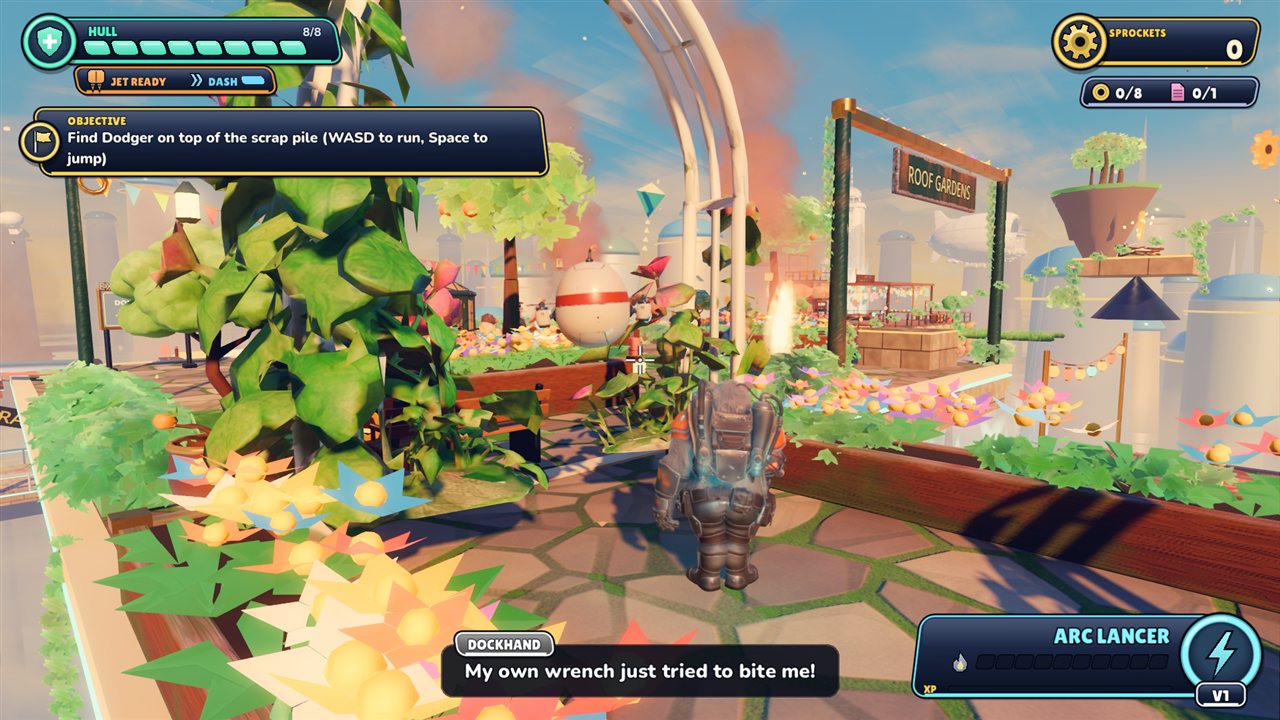 HULL
8/8
JET READY
DASH
OBJECTIVE
Find Dodger on top of the scrap pile (WASD to run, Space to
jump)
SPROCKETS
0
0/8
0/1
ROOF GARDENS
DOCKHAND
My own wrench just tried to bite me!
ARC LANCER
XP
V1